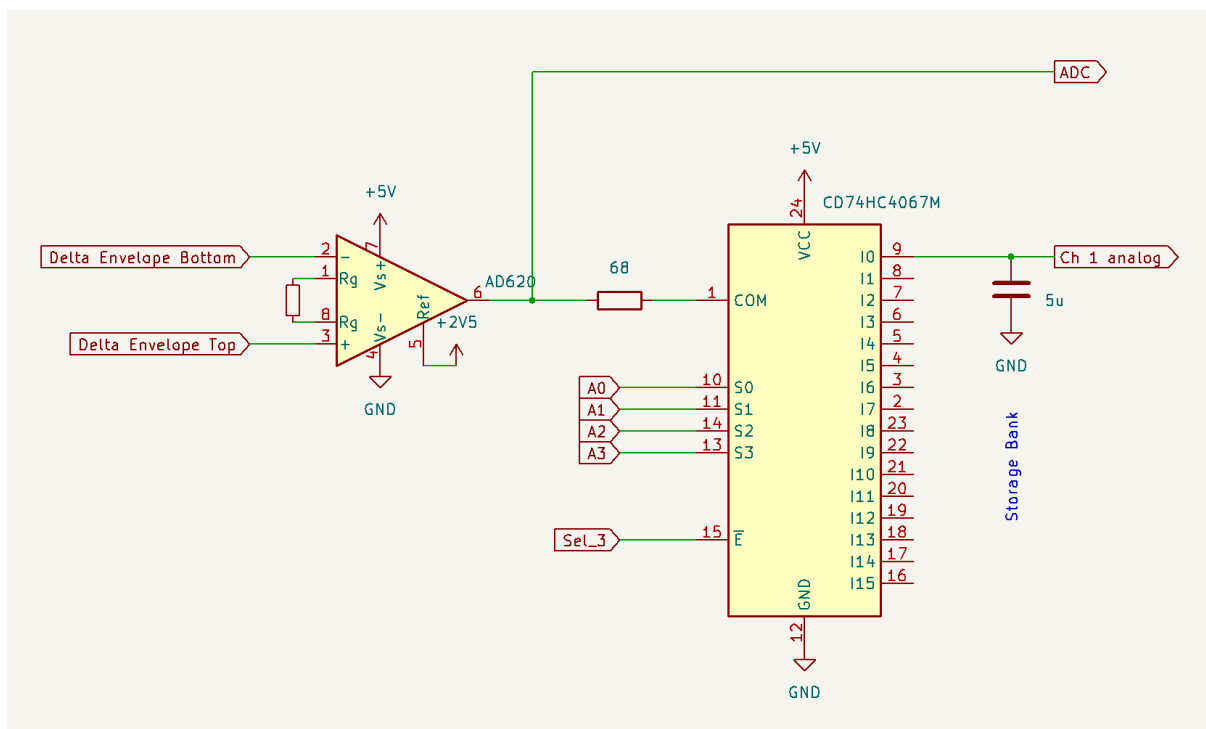 ADC
+5V
CD74HC4067M
24
VCC
+5V
7
Delta Envelope Bottom
2
-
1
Rg
Vs+
AD620
6
Ref
+2V5
8
Rg
Vs-
Delta Envelope Top
3
+
4
5
GND
68
1
COM
A0
10
S0
A1
11
S1
A2
14
S2
A3
13
S3
Sel_3
15
E
I0
9
I1
8
I2
7
I3
6
I4
5
I5
4
I6
3
I7
2
I8
23
I9
22
I10
21
I11
20
I12
19
I13
18
I14
17
I15
16
GND
12
GND
Ch 1 analog
5u
GND
Storage Bank